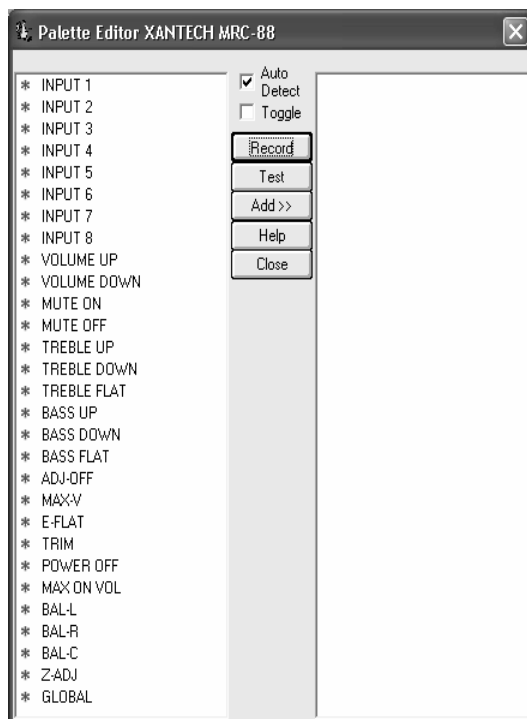 Palette Editor XANTECH MRC-88
* INPUT 1
* INPUT 2
* INPUT 3
* INPUT 4
* INPUT 5
* INPUT 6
* INPUT 7
* INPUT 8
* VOLUME UP
* VOLUME DOWN
* MUTE ON
* MUTE OFF
* TREBLE UP
* TREBLE DOWN
* TREBLE FLAT
* BASS UP
* BASS DOWN
* BASS FLAT
* ADJ-OFF
* MAX-V
* E-FLAT
* TRIM
* POWER OFF
* MAX ON VOL
* BAL-L
* BAL-R
* BAL-C
* Z-ADJ
* GLOBAL
Auto
Detect
Toggle
Record
Test
Add >>
Help
Close